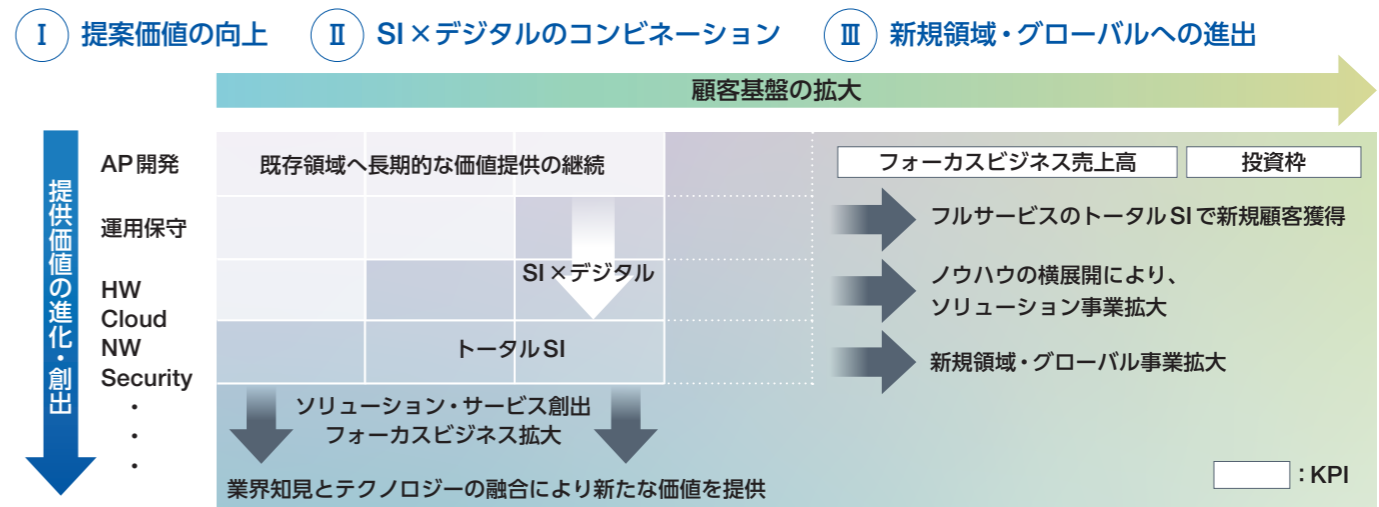 Ⅰ 提案価値の向上
Ⅱ SI×デジタルのコンビネーション
Ⅲ 新規領域・グローバルへの進出
顧客基盤の拡大
提供価値の進化・創出
AP開発
運用保守
HW
Cloud
NW
Security
・
・
・
既存領域へ長期的な価値提供の継続
SI×デジタル
トータルSI
ソリューション・サービス創出
フォーカスビジネス拡大
業界知見とテクノロジーの融合により新たな価値を提供
フォーカスビジネス売上高
投資枠
フルサービスのトータルSIで新規顧客獲得
ノウハウの横展開により、
ソリューション事業拡大
新規領域・グローバル事業拡大
：KPI